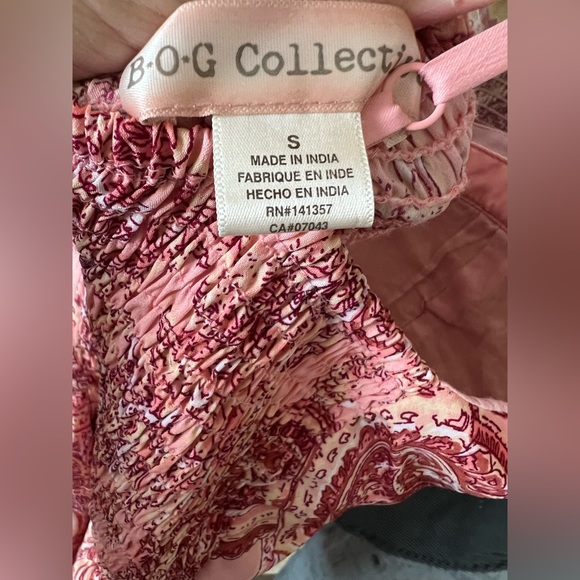 B·O·G Collecti
S
MADE IN INDIA
FABRIQUE EN INDE
HECHO EN INDIA
RN#141357
CA#07043